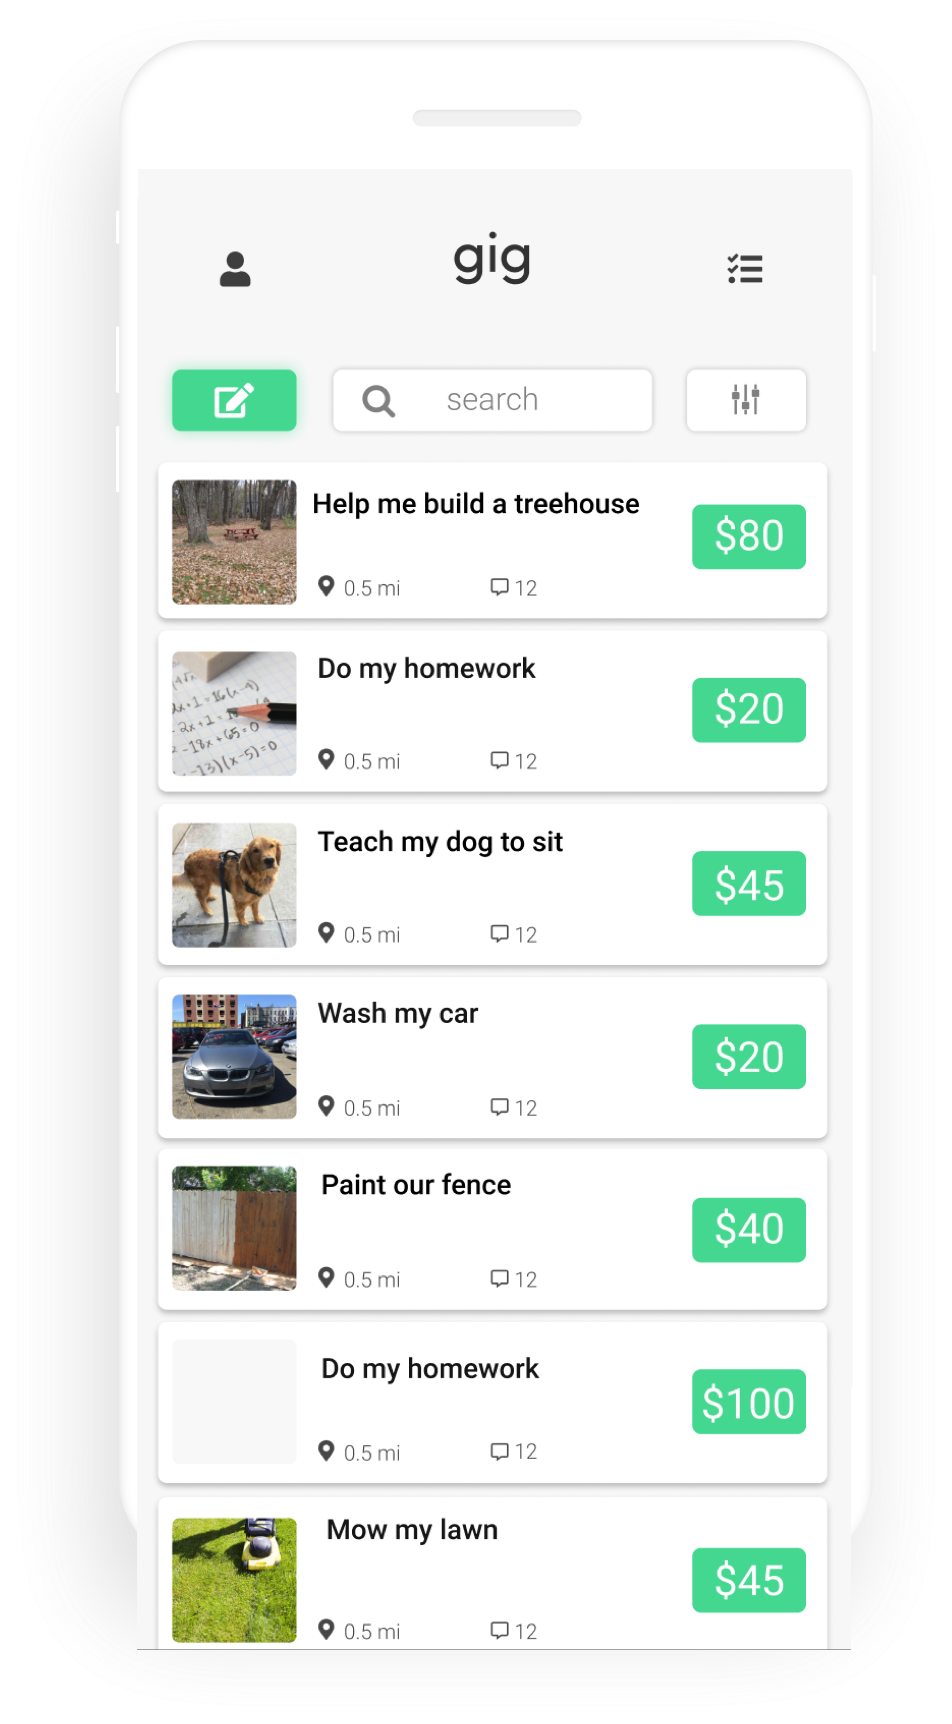 gig
search
Help me build a treehouse
$80
0.5 mi
12
Do my homework
$20
0.5 mi
12
Teach my dog to sit
$45
0.5 mi
12
Wash my car
$20
0.5 mi
12
Paint our fence
$40
0.5 mi
12
Do my homework
$100
0.5 mi
12
Mow my lawn
$45
0.5 mi
12